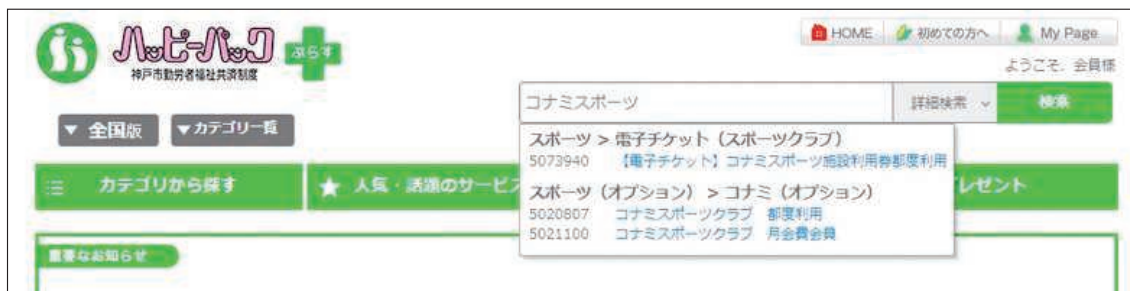 ハッピーパック
ぷらす
神戸市勤労者福祉共済制度
HOME
初めての方へ
My Page
ようこそ、会員様
コナミスポーツ
詳細検索
検索
▼ 全国版
▼カテゴリ一覧
スポーツ > 電子チケット (スポーツクラブ)
5073940 【電子チケット】コナミスポーツ施設利用券都度利用
スポーツ (オプション) > コナミ (オプション)
5020807 コナミスポーツクラブ 都度利用
5021100 コナミスポーツクラブ 月会費会員
カテゴリから探す
人気・話題のサービス
レゼント
重要なお知らせ